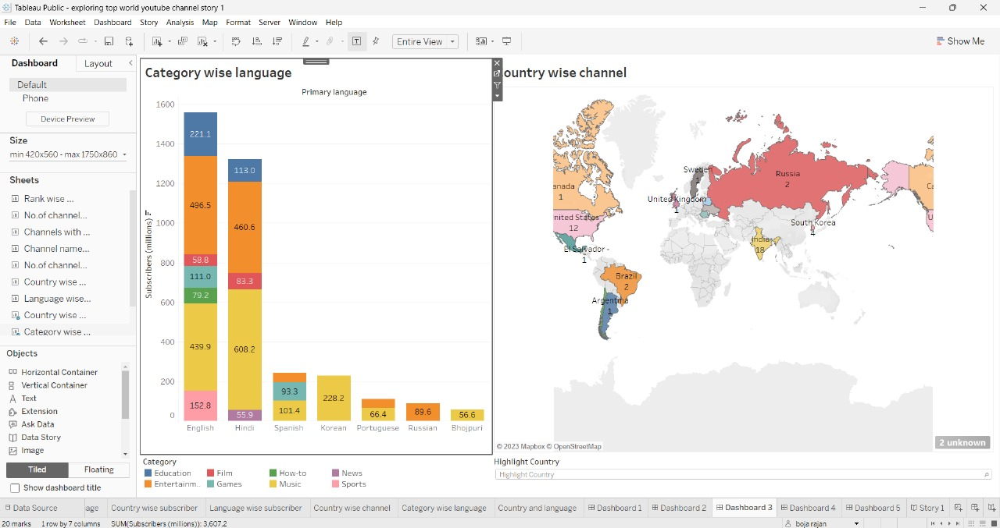 Tableau Public - exploring top world youtube channel story 1
File Data Worksheet Dashboard Story Analysis Map Format Server Window Help
Entire View
Show Me
Dashboard Layout
Default
Phone
Device Preview
Size
min 420x560 - max 1750x860
Sheets
Rank wise ...
No.of channel...
Channels with ...
Channel name...
No.of channel...
Country wise ...
Language wise...
Country wise ...
Category wise ...
Objects
Horizontal Container
Vertical Container
Text
Extension
Ask Data
Data Story
Image
Tiled Floating
Show dashboard title
Category wise language
Primary language
Subscribers (millions)
1600
1400
1200
1000
800
600
400
200
0
221.1
496.5
58.8
111.0
79.2
439.9
152.8
113.0
460.6
83.3
608.2
55.9
93.3
101.4
228.2
66.4
89.6
56.6
English Hindi Spanish Korean Portuguese Russian Bhojpuri
Category
Education Film How-to News
Entertainm.. Games Music Sports
ountry wise channel
Sweden
1
Russia
2
anada
1
Ca
United Kingdom
1
nited States
12
U
South Korea
4
India
18
El Salvador
1
Brazil
2
Argentina
1
© 2023 Mapbox © OpenStreetMap
2 unknown
Highlight Country
Highlight Country
Data Source age Country wise subscriber Language wise subscriber Country wise channel Category wise language Country and language Dashboard 1 Dashboard 2 Dashboard 3 Dashboard 4 Dashboard 5 Story 1
20 marks 1 row by 7 columns SUM(Subscribers (millions)): 3,607.2 boja rajan